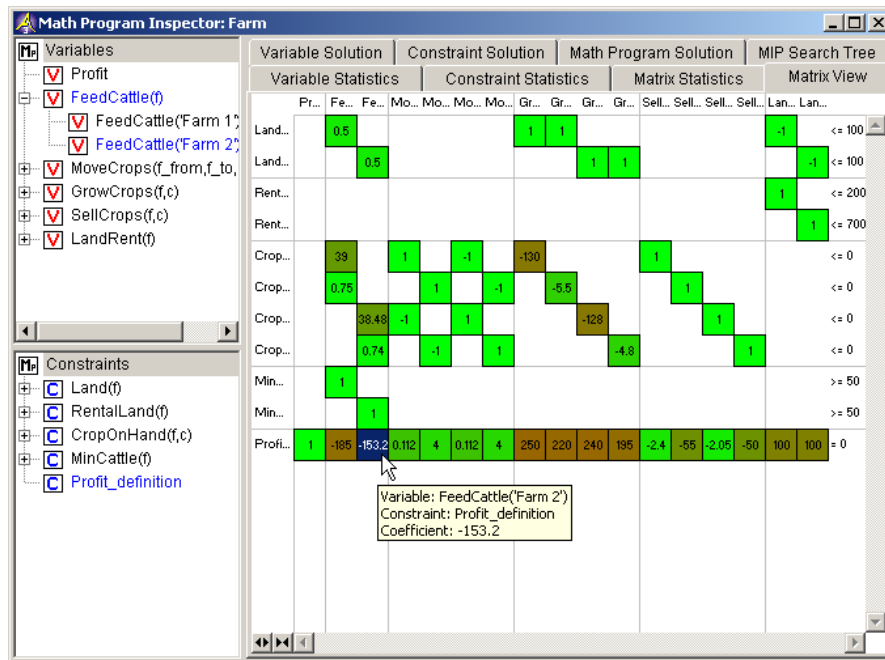 Math Program Inspector: Farm
Variables
Profit
FeedCattle(f)
FeedCattle('Farm 1')
FeedCattle('Farm 2')
MoveCrops(f_from,f_to,
GrowCrops(f,c)
SellCrops(f,c)
LandRent(f)
Constraints
Land(f)
RentalLand(f)
CropOnHand(f,c)
MinCattle(f)
Profit_definition
Variable Solution Constraint Solution Math Program Solution MIP Search Tree
Variable Statistics Constraint Statistics Matrix Statistics Matrix View
Pr... Fe... Fe... Mo... Mo... Mo... Mo... Gr... Gr... Gr... Gr... Sell... Sell... Sell... Sell... Lan... Lan...
Land... 0.5 1 1 -1 <= 100
Land... 0.5 1 1 -1 <= 100
Rent... 1 <= 200
Rent... 1 <= 700
Crop... 39 1 -1 -130 1 <= 0
Crop... 0.75 1 -1 -5.5 1 <= 0
Crop... 38.48 -1 1 -128 1 <= 0
Crop... 0.74 -1 1 -4.8 1 <= 0
Min... 1 >= 50
Min... 1 >= 50
Profi... 1 -185 -153.2 0.112 4 0.112 4 250 220 240 195 -2.4 -55 -2.05 -50 100 100 = 0
Variable: FeedCattle('Farm 2')
Constraint: Profit_definition
Coefficient: -153.2